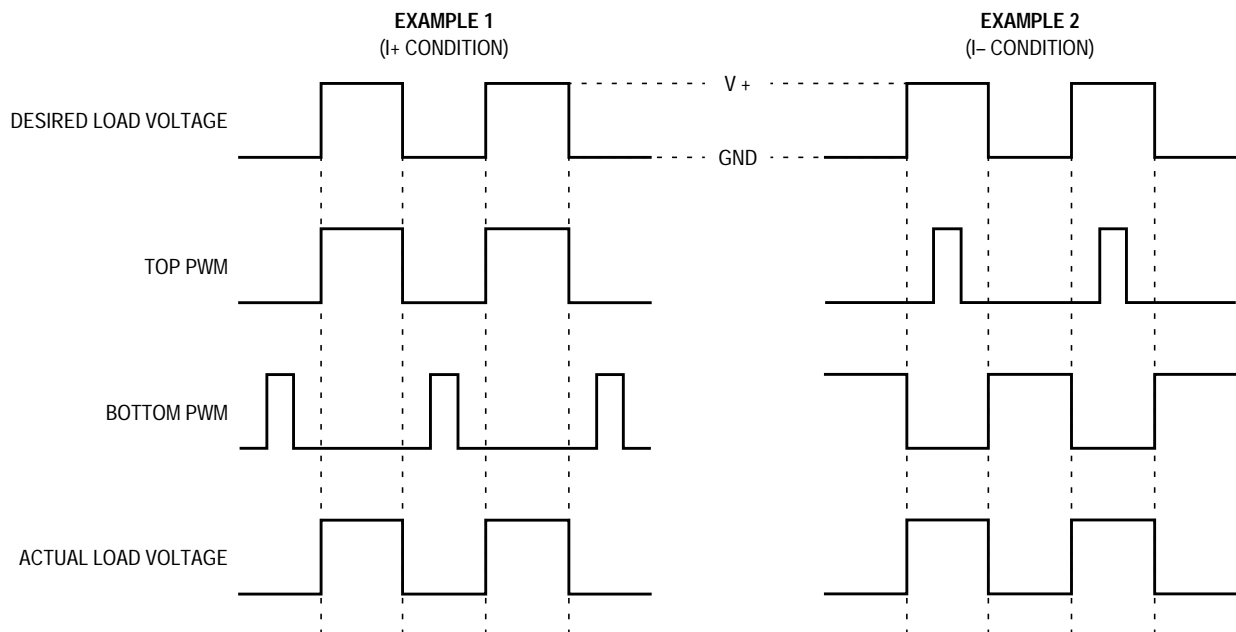 EXAMPLE 1
(I+ CONDITION)
EXAMPLE 2
(I– CONDITION)
V +
DESIRED LOAD VOLTAGE
GND
TOP PWM
BOTTOM PWM
ACTUAL LOAD VOLTAGE